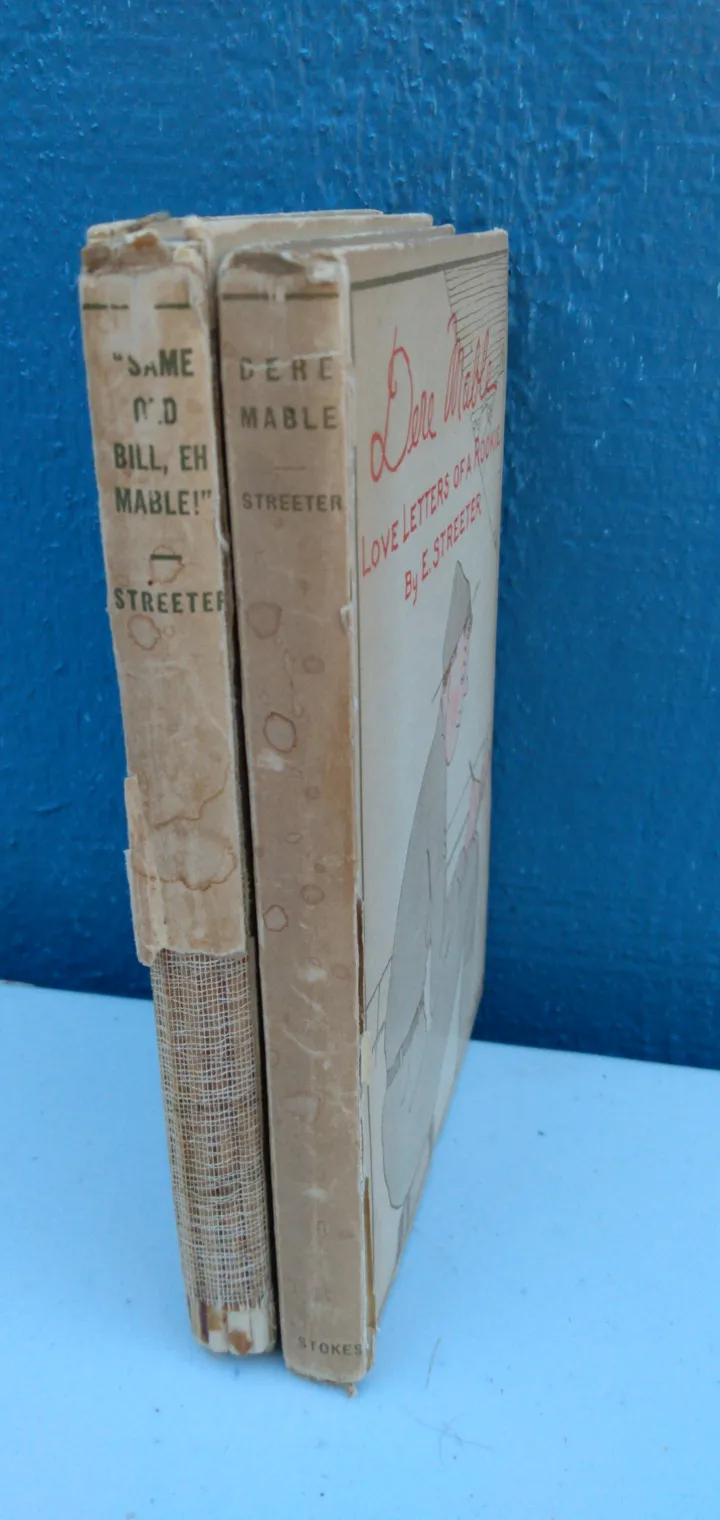 "SAME
OLD
BILL, EH
MABLE!"
STREETER
DERE
MABLE
STREETER
STOKES
Dere Mable
LOVE LETTERS OF A ROOKIE
By E. STREETER